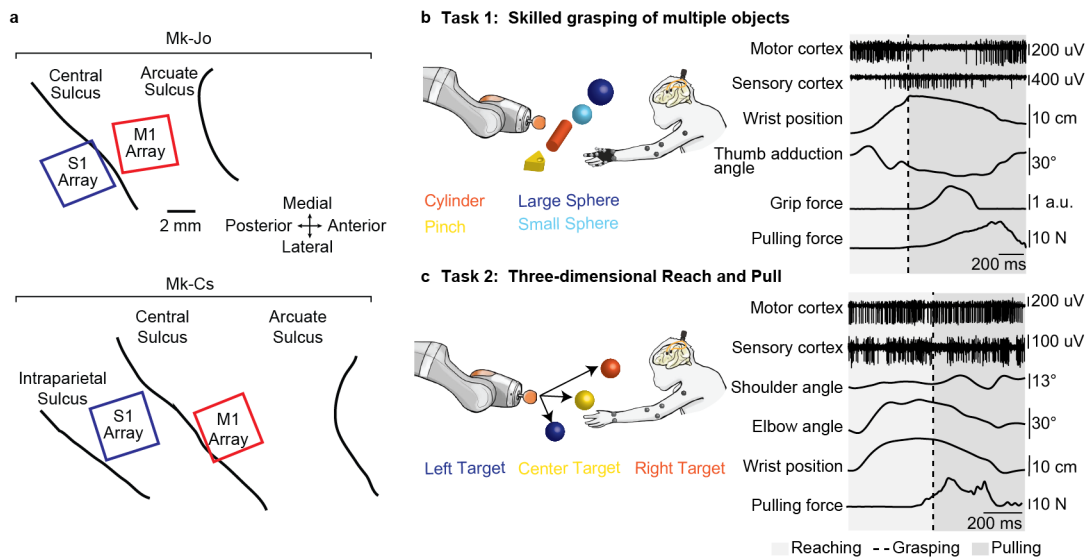 a
Mk-Jo
Central
Sulcus
Arcuate
Sulcus
M1
Array
S1
Array
2 mm
Medial
Posterior
Anterior
Lateral
Mk-Cs
Central
Sulcus
Arcuate
Sulcus
Intraparietal
Sulcus
S1
Array
M1
Array
b Task 1: Skilled grasping of multiple objects
Cylinder
Large Sphere
Pinch
Small Sphere
Motor cortex
200 uV
Sensory cortex
400 uV
Wrist position
10 cm
Thumb adduction
angle
30°
Grip force
1 a.u.
Pulling force
10 N
200 ms
c Task 2: Three-dimensional Reach and Pull
Left Target
Center Target
Right Target
Motor cortex
200 uV
Sensory cortex
100 uV
Shoulder angle
13°
Elbow angle
30°
Wrist position
10 cm
Pulling force
10 N
200 ms
Reaching
Grasping
Pulling